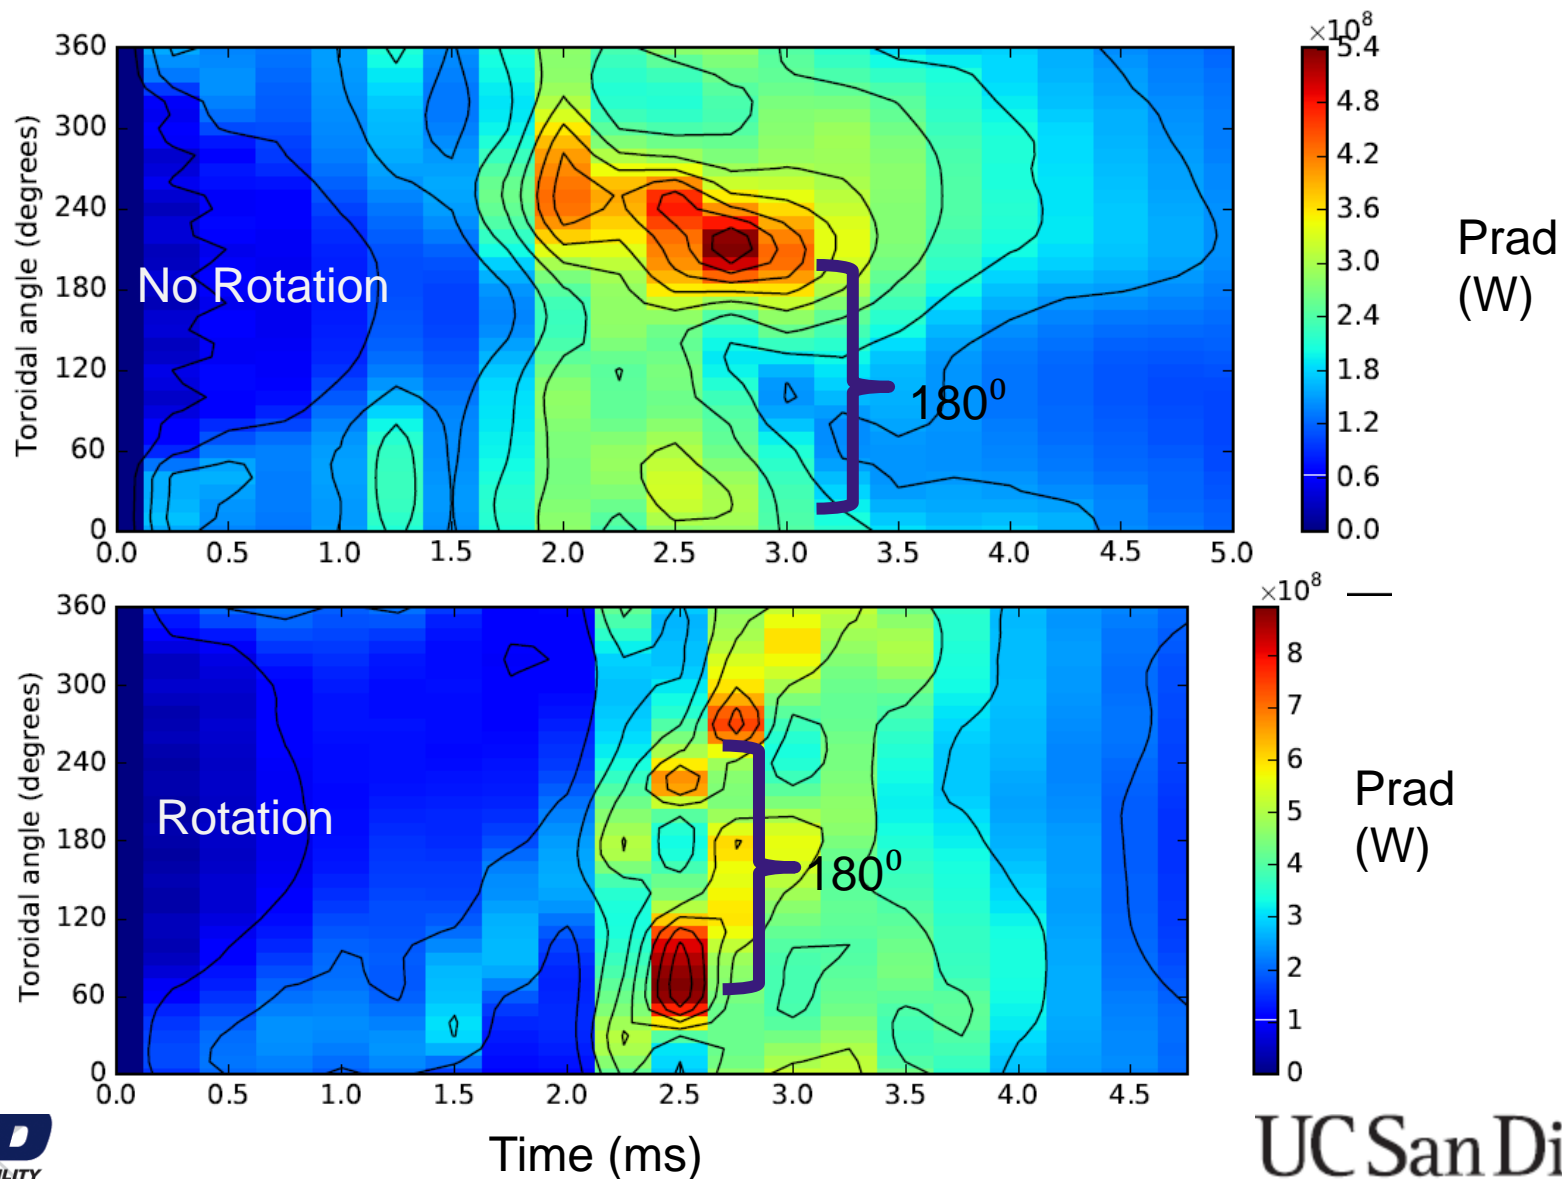 ×10⁸
360
300
240
180
120
60
0
Toroidal angle (degrees)
No Rotation
180⁰
0.0 0.5 1.0 1.5 2.0 2.5 3.0 3.5 4.0 4.5 5.0
5.4
4.8
4.2
3.6
3.0
2.4
1.8
1.2
0.6
0.0
Prad
(W)
×10⁸
360
300
240
180
120
60
0
Toroidal angle (degrees)
Rotation
180⁰
0.0 0.5 1.0 1.5 2.0 2.5 3.0 3.5 4.0 4.5
8
7
6
5
4
3
2
1
0
Prad
(W)
Time (ms)
D
ILITY
UC San Di